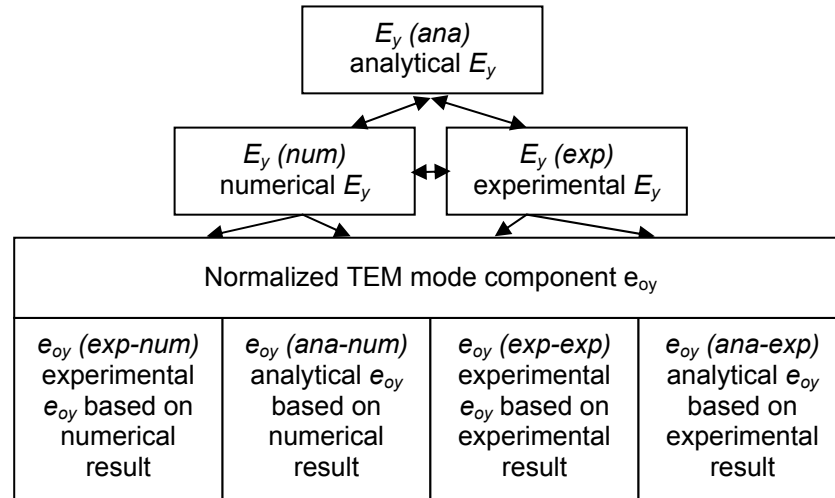 E_y (ana)
analytical E_y
E_y (num)
numerical E_y
E_y (exp)
experimental E_y
Normalized TEM mode component e_oy
e_oy (exp-num)
experimental
e_oy based on
numerical
result
e_oy (ana-num)
analytical e_oy
based on
numerical
result
e_oy (exp-exp)
experimental
e_oy based on
experimental
result
e_oy (ana-exp)
analytical e_oy
based on
experimental
result